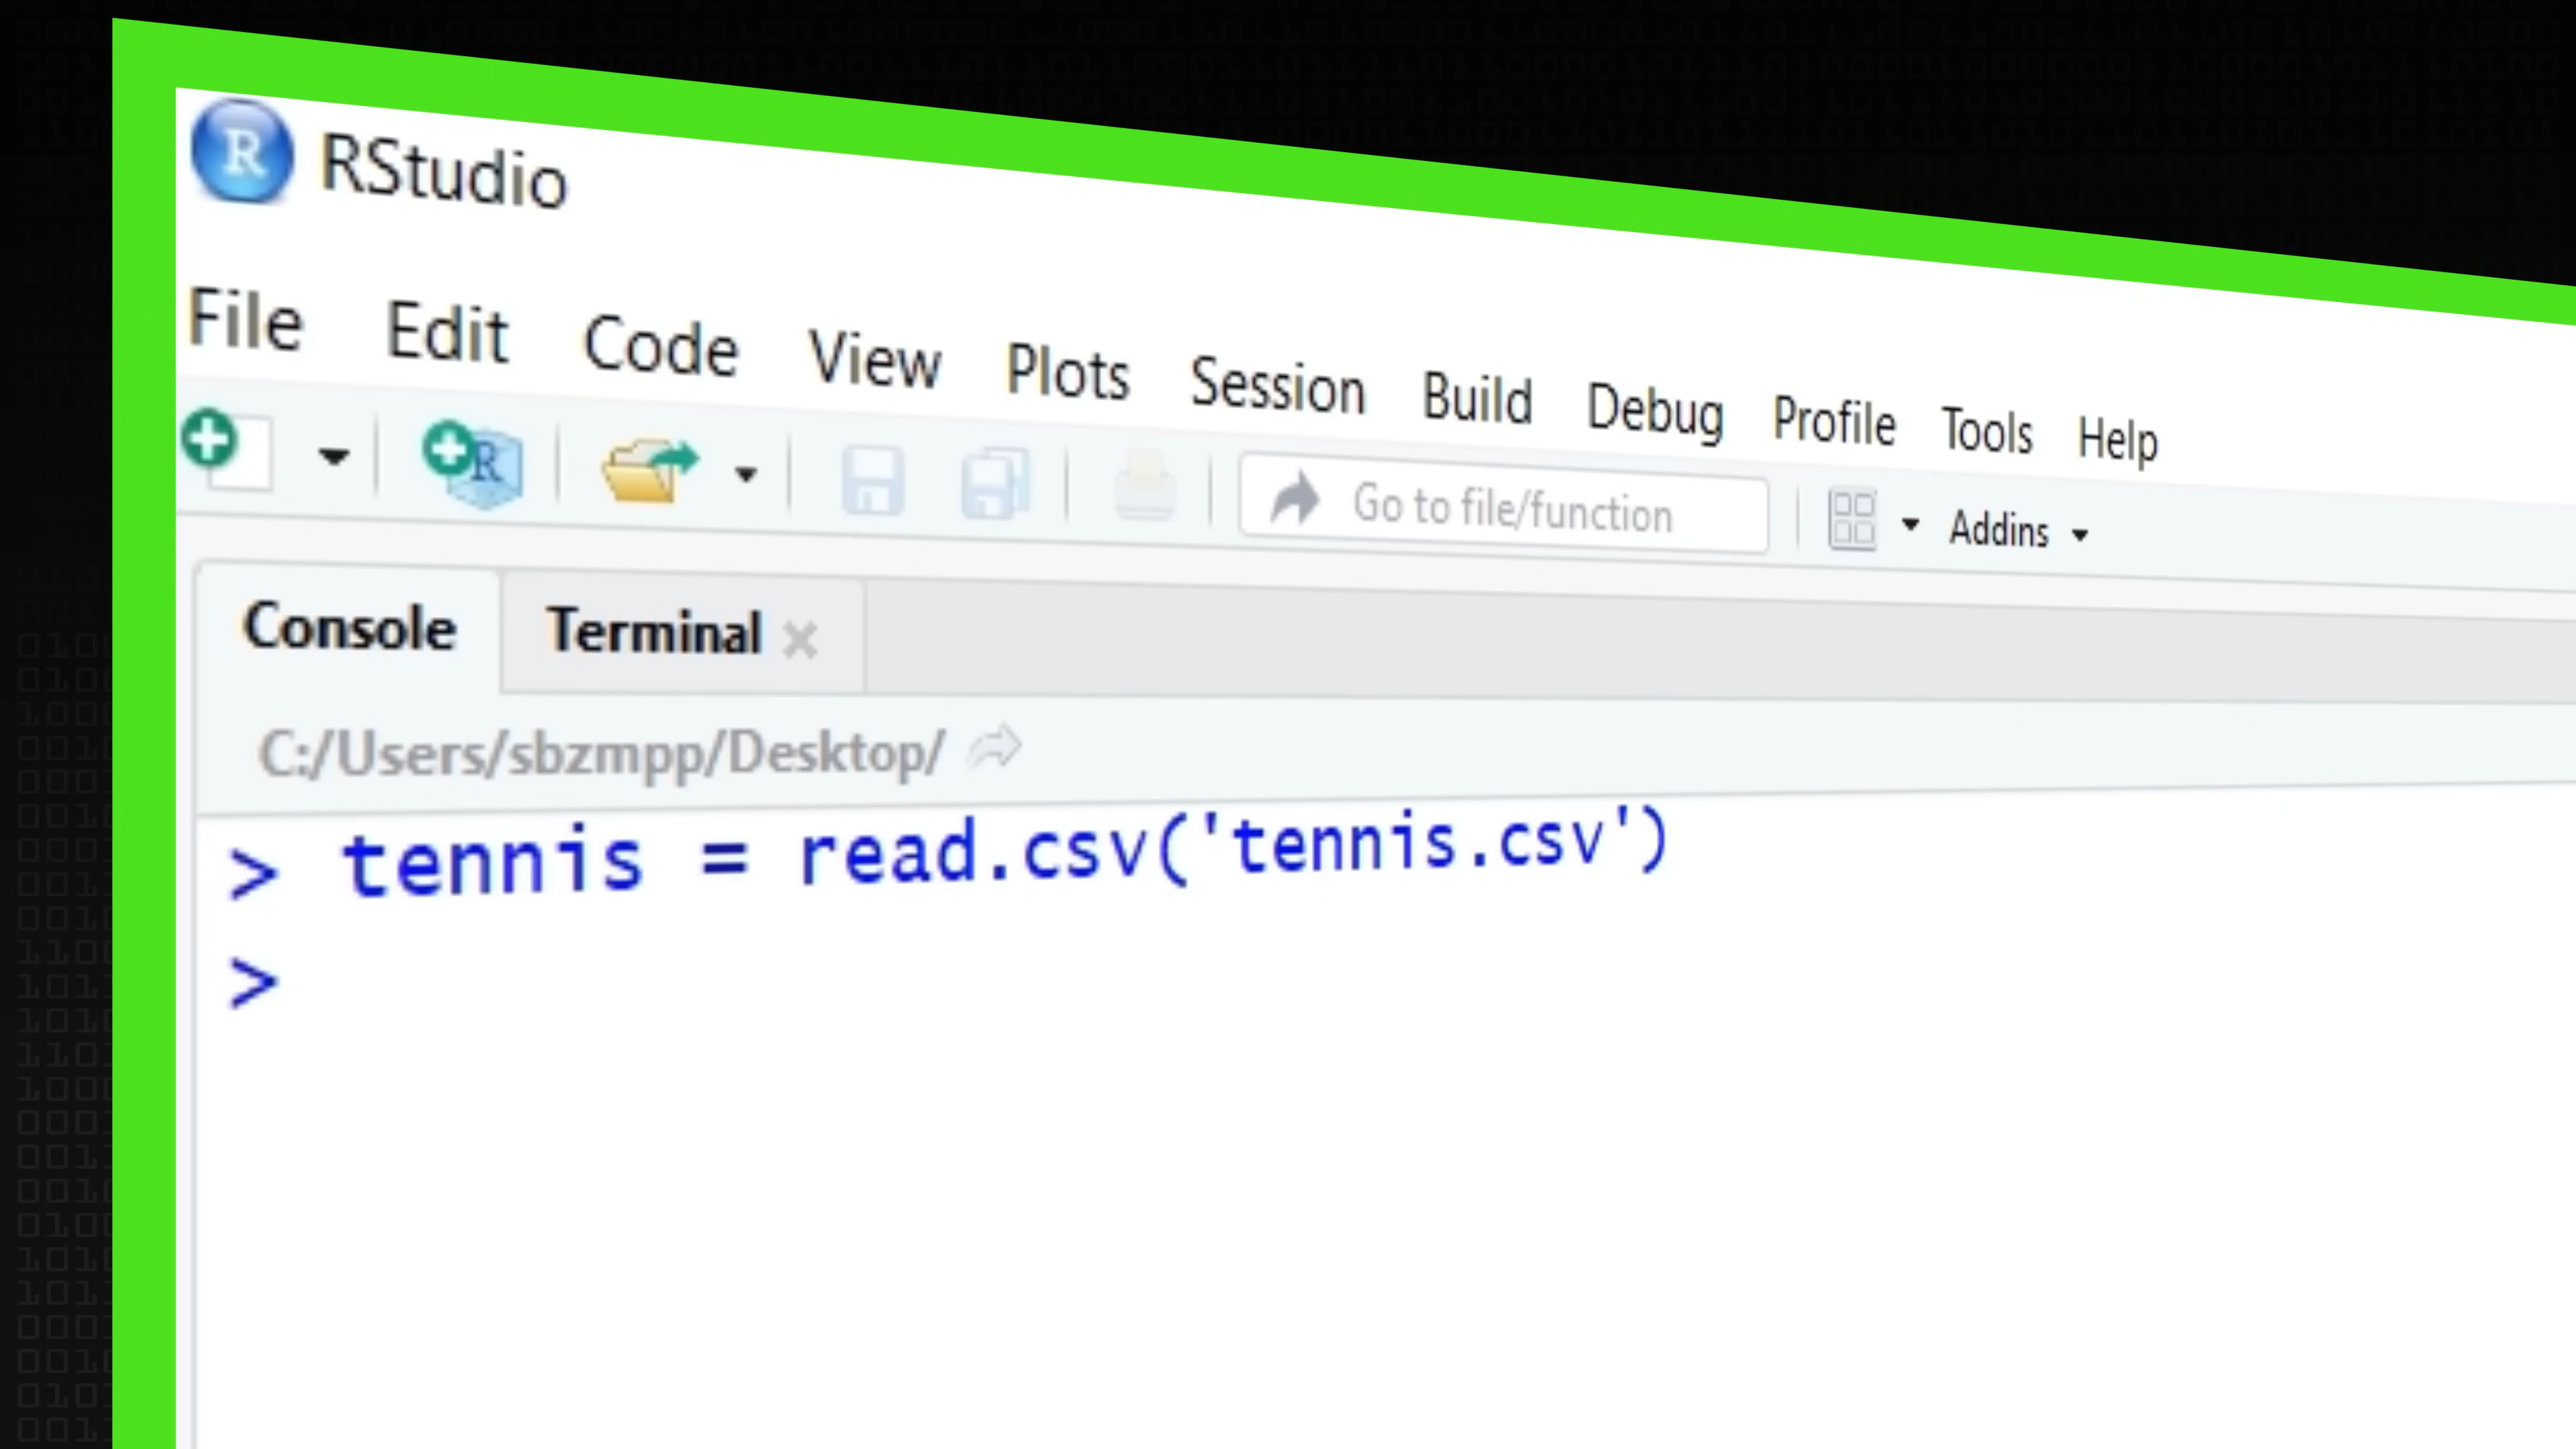 R RStudio
File Edit Code View Plots Session Build Debug Profile Tools Help
R Go to file/function Addins
Console Terminal
C:/Users/sbzmpp/Desktop/
> tennis = read.csv('tennis.csv')
>